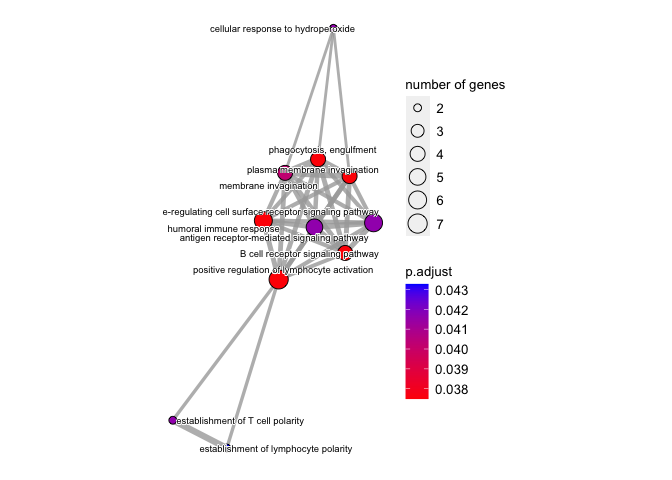 cellular response to hydroperoxide
number of genes
2
3
4
5
6
7
phagocytosis, engulfment
plasma membrane invagination
membrane invagination
e-regulating cell surface receptor signaling pathway
humoral immune response
antigen receptor-mediated signaling pathway
B cell receptor signaling pathway
positive regulation of lymphocyte activation
p.adjust
0.043
0.042
0.041
0.040
0.039
0.038
establishment of T cell polarity
establishment of lymphocyte polarity